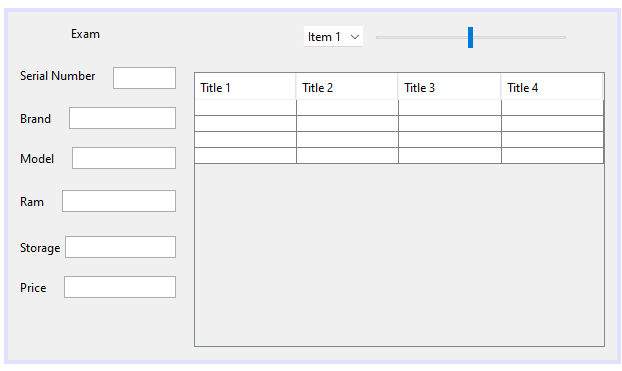 Exam
Item 1
Serial Number
Title 1 Title 2 Title 3 Title 4
Brand
Model
Ram
Storage
Price